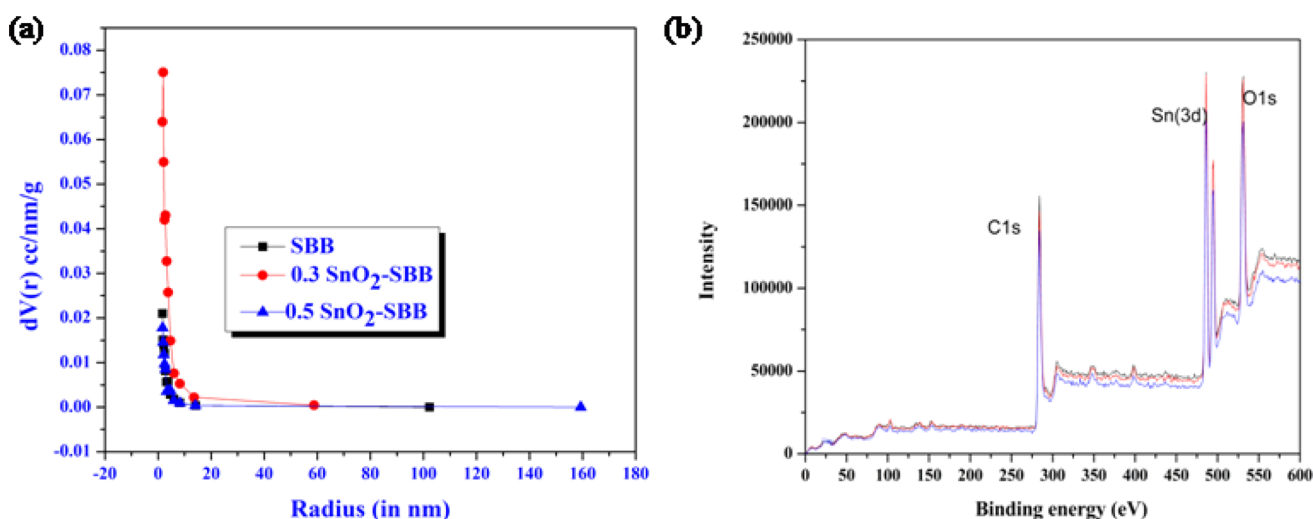 (a)
0.08
0.07
0.06
0.05
0.04
0.03
0.02
0.01
0.00
-0.01
dV(r) cc/nm/g
SBB
0.3 SnO₂-SBB
0.5 SnO₂-SBB
-20 0 20 40 60 80 100 120 140 160 180
Radius (in nm)
(b)
250000
200000
150000
100000
50000
0
Intensity
C1s
Sn(3d)
O1s
0 50 100 150 200 250 300 350 400 450 500 550 600
Binding energy (eV)